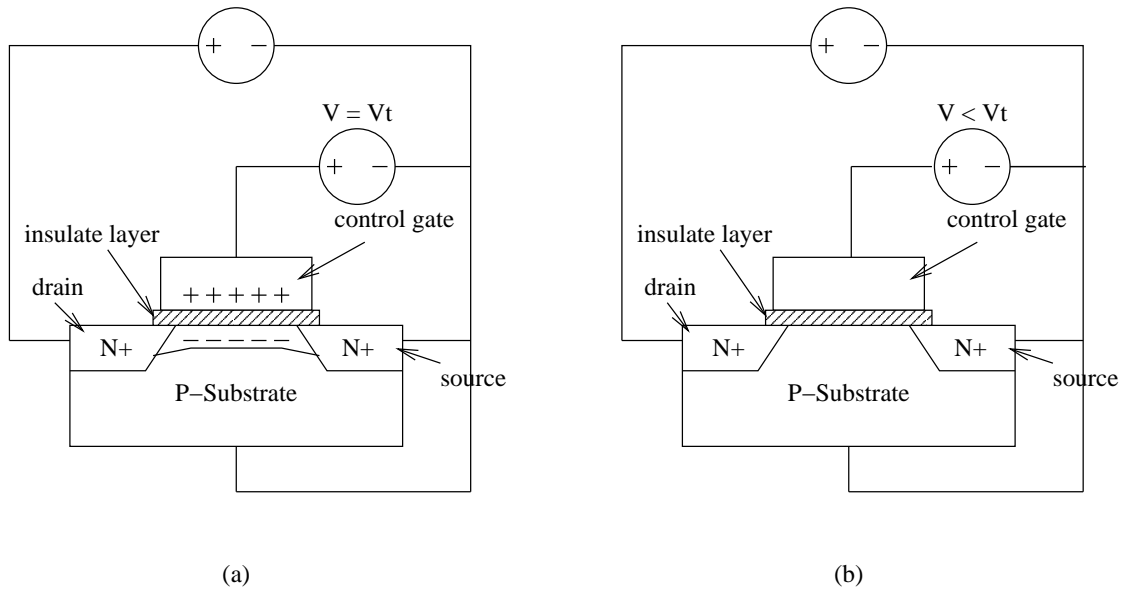 + −
V = Vt
+ −
control gate
insulate layer
drain
+ + + + +
− − − − −
N+
N+
source
P−Substrate
(a)
+ −
V < Vt
+ −
control gate
insulate layer
drain
N+
N+
source
P−Substrate
(b)